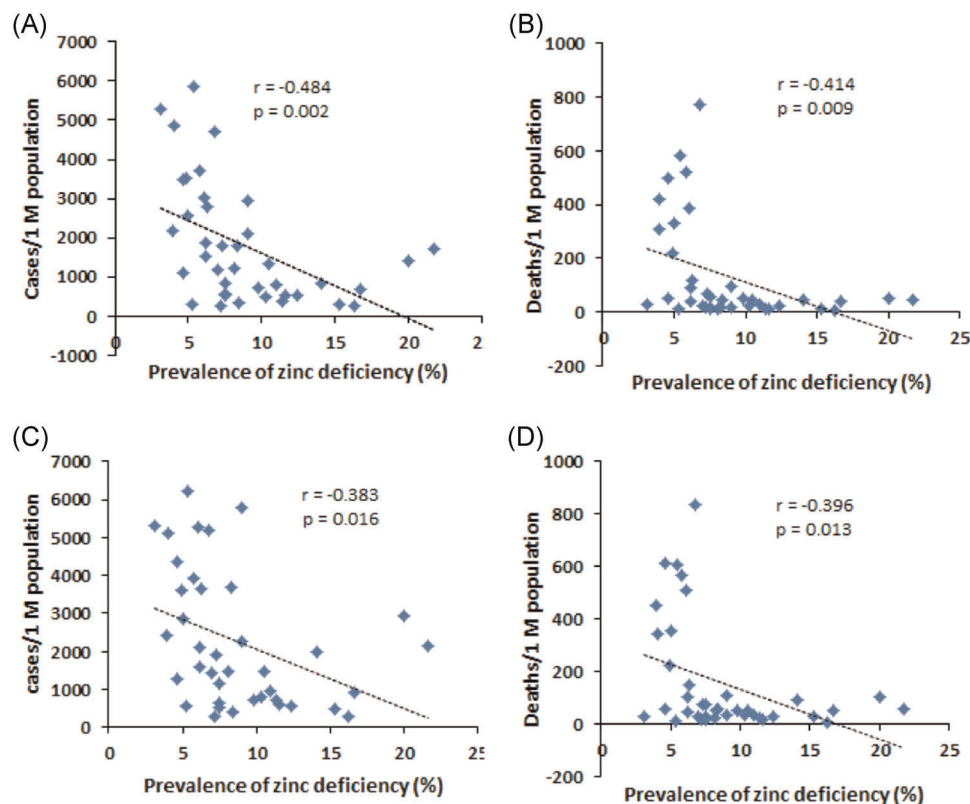 (A)
7000
6000
5000
4000
3000
2000
1000
0
-1000
Cases/1 M population
r = -0.484
p = 0.002
0 5 10 15 20 2
Prevalence of zinc deficiency (%)
(B)
1000
800
600
400
200
0
-200
Deaths/1 M population
r = -0.414
p = 0.009
0 5 10 15 20 25
Prevalence of zinc deficiency (%)
(C)
7000
6000
5000
4000
3000
2000
1000
0
cases/1 M population
r = -0.383
p = 0.016
0 5 10 15 20 25
Prevalence of zinc deficiency (%)
(D)
1000
800
600
400
200
0
-200
Deaths/1 M population
r = -0.396
p = 0.013
0 5 10 15 20 25
Prevalence of zinc deficiency (%)